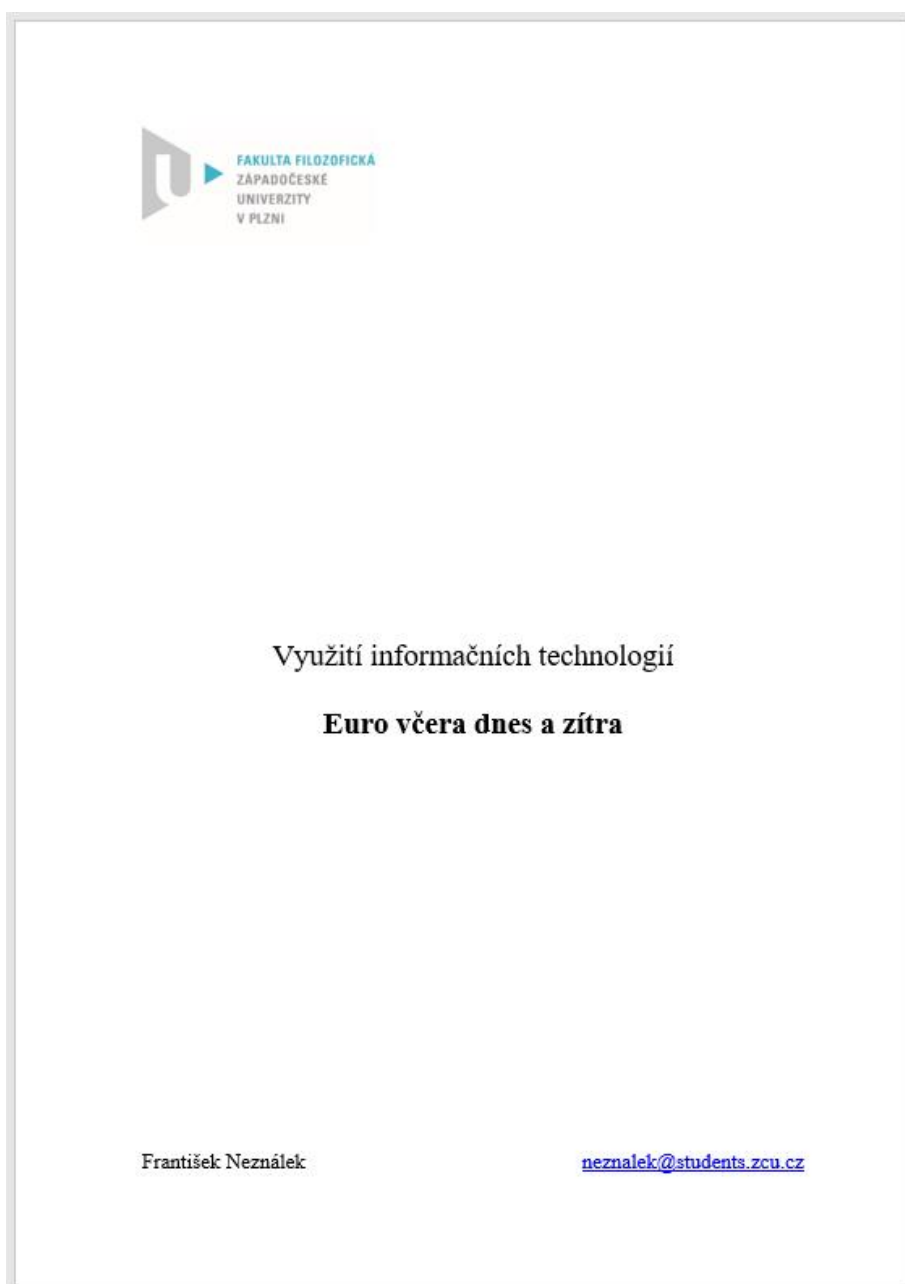 FAKULTA FILOZOFICKÁ
ZÁPADOČESKÉ
UNIVERZITY
V PLZNI
Využití informačních technologií
Euro včera dnes a zítra
František Neználek neznalek@students.zcu.cz